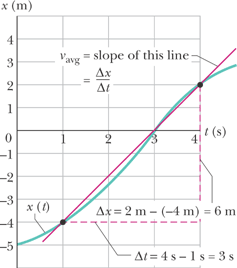 x (m)
4
v_avg = slope of this line
3
= Δx/Δt
2
1
0
1 2 3 4 t (s)
–1
–2
–3
x (t)
Δx = 2 m – (–4 m) = 6 m
–4
–5
Δt = 4 s – 1 s = 3 s